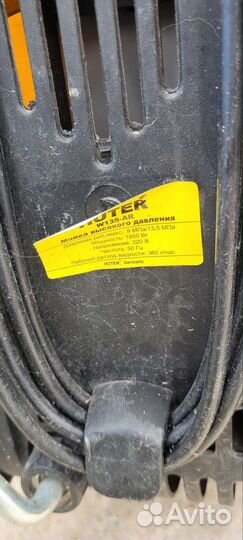 HUTER
W135-AR
Мойка высокого давления
Давление раб./макс.: 9 МПа/13,5 МПа
Мощность: 1650 Вт
Напряжение: 220 В
Частота: 50 Гц
Рабочий расход жидкости: 360 л/час
HUTER, Germany
Avito